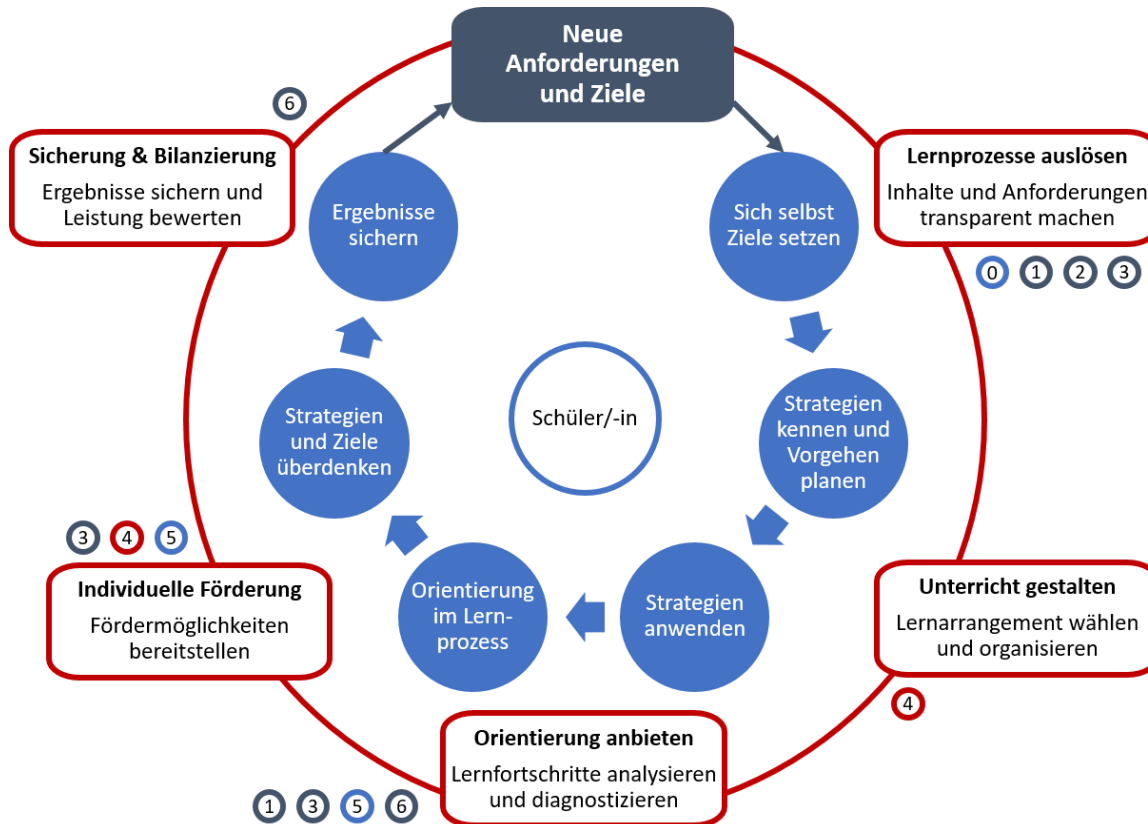 Neue
Anforderungen
und Ziele
6
Sicherung & Bilanzierung
Ergebnisse sichern und
Leistung bewerten
Lernprozesse auslösen
Inhalte und Anforderungen
transparent machen
0 1 2 3
Ergebnisse
sichern
Sich selbst
Ziele setzen
Schüler/-in
Strategien
und Ziele
überdenken
Strategien
kennen und
Vorgehen
planen
3 4 5
Individuelle Förderung
Fördermöglichkeiten
bereitstellen
Orientierung
im Lern-
prozess
Strategien
anwenden
Unterricht gestalten
Lernarrangement wählen
und organisieren
4
Orientierung anbieten
Lernfortschritte analysieren
und diagnostizieren
1 3 5 6